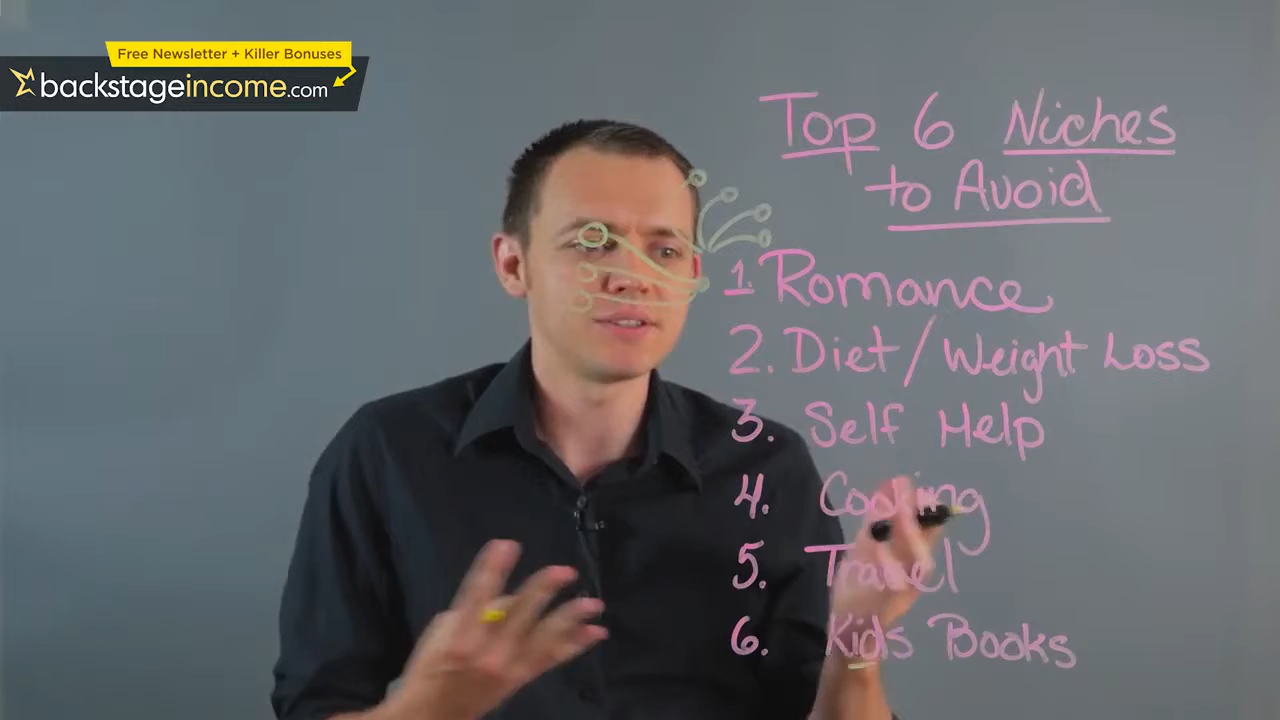 Free Newsletter + Killer Bonuses
backstageincome.com
Top 6 Niches
to Avoid
1. Romance
2. Diet/Weight Loss
3. Self Help
4. Cooking
5. Travel
6. Kids Books